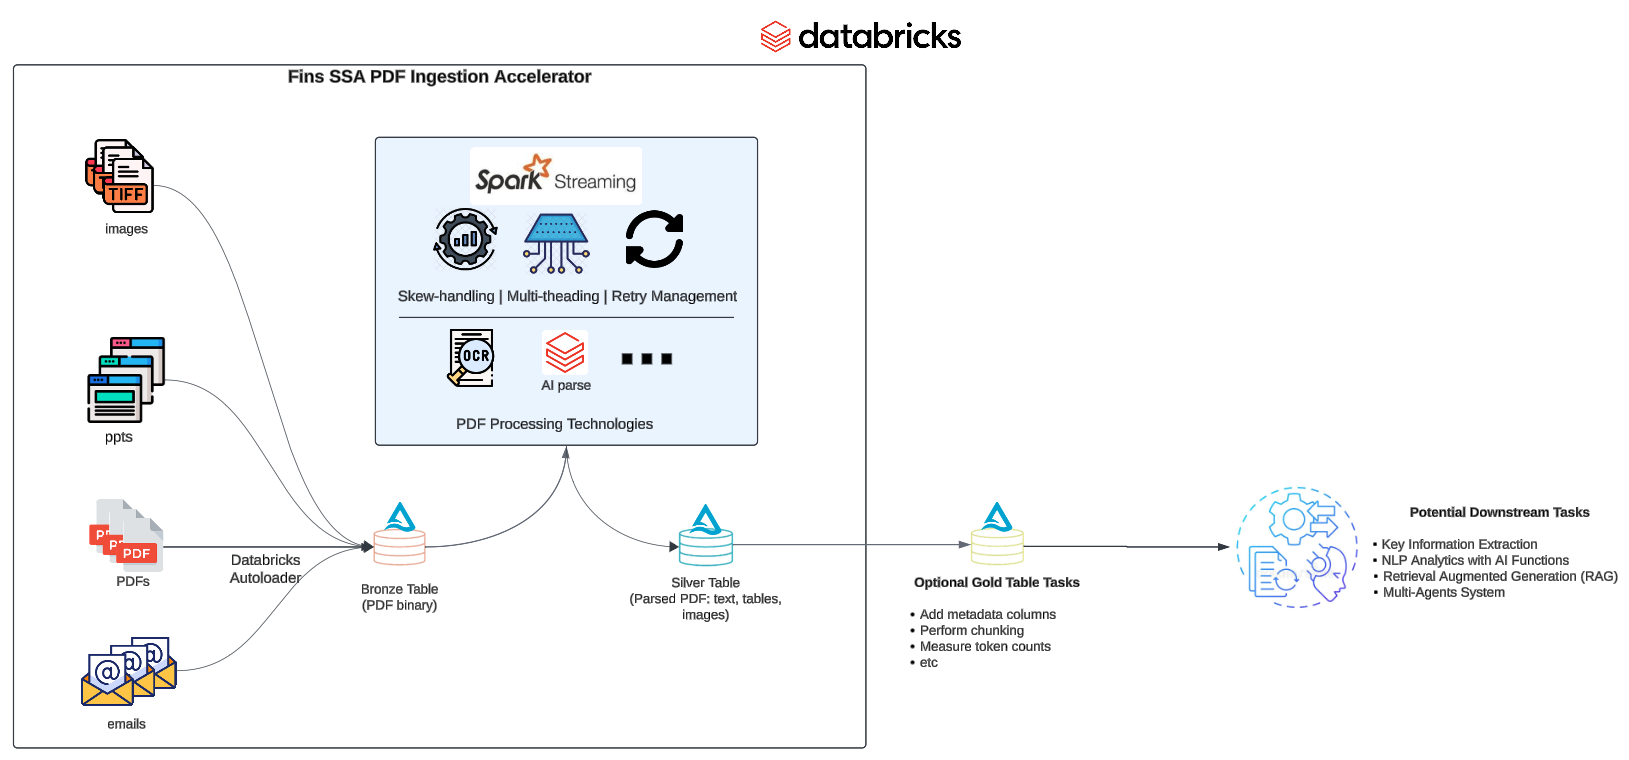 databricks
Fins SSA PDF Ingestion Accelerator
TIFF
images
ppts
PDF
PDFs
@
@
@
emails
Databricks
Autoloader
Bronze Table
(PDF binary)
Spark Streaming
Skew-handling | Multi-theading | Retry Management
OCR
AI parse
PDF Processing Technologies
Silver Table
(Parsed PDF: text, tables,
images)
Optional Gold Table Tasks
• Add metadata columns
• Perform chunking
• Measure token counts
• etc
Potential Downstream Tasks
• Key Information Extraction
• NLP Analytics with AI Functions
• Retrieval Augmented Generation (RAG)
• Multi-Agents System